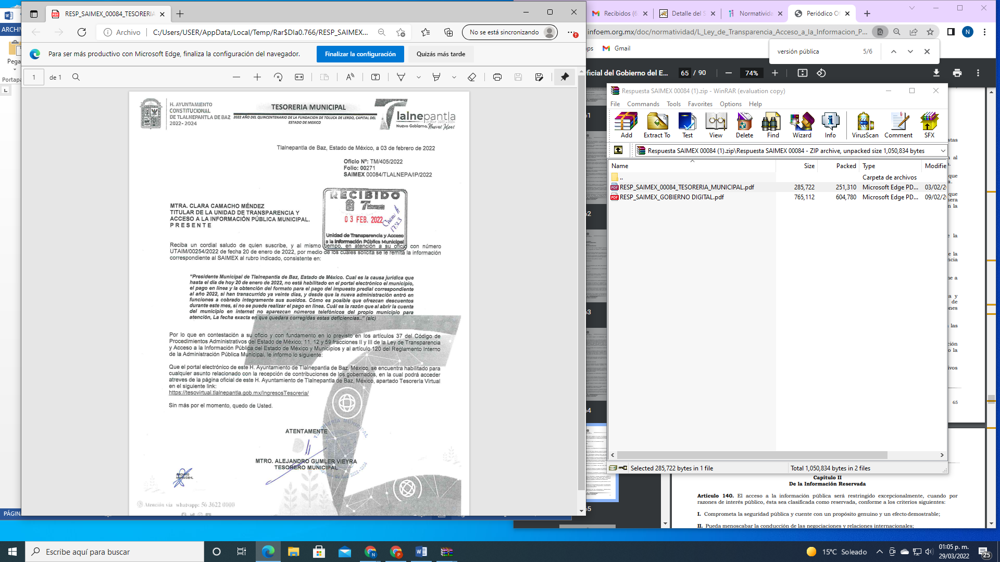 RESP_SAIMEX_00084_TESORERIA
Archivo
C:/Users/USER/AppData/Local/Temp/Rar$DIa0.766/RESP_SAIMEX...
No se está sincronizando
Para ser más productivo con Microsoft Edge, finaliza la configuración del navegador.
Finalizar la configuración
Quizás más tarde
1 de 1
H. AYUNTAMIENTO
CONSTITUCIONAL
DE TLALNEPANTLA DE BAZ
2022- 2024
TESORERIA MUNICIPAL
2022 AÑO DEL QUINCENTENARIO DE LA FUNDACION DE TOLUCA DE LERDO, CAPITAL DEL
ESTADO DE MEXICO
Tlalnepantla
Nuevo Gobierno, Nuevas Ideas
Tlalnepantla de Baz, Estado de México, a 03 de febrero de 2022
Oficio Nº: TM/405/2022
Folio: 00271
SAIMEX 00084/TLALNEPA/IP/2022
RECIBIDO
03 FEB. 2022
Unidad de Transparencia y Acceso
a la Información Pública Municipal
MTRA. CLARA CAMACHO MÉNDEZ
TITULAR DE LA UNIDAD DE TRANSPARENCIA Y
ACCESO A LA INFORMACIÓN PÚBLICA MUNICIPAL.
P R E S E N T E
Reciba un cordial saludo de quien suscribe, y al mismo tiempo, en atención a su oficio con número
UTAIM/00254/2022 de fecha 20 de enero de 2022, por medio de los cuales solicita se le remita la información
correspondiente al SAIMEX al rubro indicado, consistente en:
"Presidente Municipal de Tlalnepantla de Baz, Estado de México. Cual es la causa jurídica que
hasta el día de hoy 20 de enero de 2022, no está habilitado en el portal electrónico el municipio,
el pago en línea y la obtención del formato para el pago del impuesto predial correspondiente
al año 2022, si han transcurrido ya veinte días, y desde que la nueva administración entró en
funciones a cobrado íntegramente sus sueldos. Cómo es posible que ofrezcan descuentos
durante este mes, si no se puede realizar el pago en línea. Cuál es la razón que al abrir la cuenta
del municipio en internet no aparezcan números telefónicos del propio municipio para
atención, La fecha exacta en que quedara corregidas estas deficiencias.." (sic)
Por lo que en contestación a su oficio y con fundamento en lo previsto en los artículos 37 del Código de
Procedimientos Administrativos del Estado de México; 11, 12 y 59 fracciones II y III de la Ley de Transparencia
y Acceso a la Información Pública del Estado de México y Municipios y al artículo 120 del Reglamento Interno
de la Administración Pública Municipal, le informo lo siguiente:
Que el portal electrónico de este H. Ayuntamiento de Tlalnepantla de Baz, México, se encuentra habilitado para
cualquier asunto relacionado con la recepción de contribuciones de los gobernados, en la cual podrá acceder
atreves de la página oficial de este H. Ayuntamiento de Tlalnepantla de Baz, México, apartado Tesorería Virtual
en el siguiente link:
https://tesovirtual.tlalnepantla.gob.mx/IngresosTesoreria/
Sin más por el momento, quedo de Usted.
ATENTAMENTE
MTRO. ALEJANDRO GUMLER VIEYRA
TESORERO MUNICIPAL
ARCHIVO
Atención vía whatsapp: 56 3622 0000
ARCHIV
Pega
Portapa
PÁGINA
Recibidos (6
Detalle del S
Normativida
Periódico Of
infoem.org.mx/doc/normatividad/L_Ley_de_Transparencia_Acceso_a_la_Informacion_P...
N
Gmail
versión pública
5/6
ficial del Gobierno del E...
65 / 90
74%
Respuesta SAIMEX 00084 (1).zip - WinRAR (evaluation copy)
File Commands Tools Favorites Options Help
Add Extract To Test View Delete Find Wizard Info VirusScan Comment SFX
Respuesta SAIMEX 00084 (1).zip\Respuesta SAIMEX 00084 - ZIP archive, unpacked size 1,050,834 bytes
Name Size Packed Type Modifie
.. Carpeta de archivos
RESP_SAIMEX_00084_TESORERIA_MUNICIPAL.pdf 285,722 251,310 Microsoft Edge PD... 03/02/2
RESP_SAIMEX_GOBIERNO DIGITAL.pdf 765,112 604,780 Microsoft Edge PD... 09/02/2
Selected 285,722 bytes in 1 file
Total 1,050,834 bytes in 2 files
65
Capítulo II
De la Información Reservada
Artículo 140. El acceso a la información pública será restringido excepcionalmente, cuando por
razones de interés público, ésta sea clasificada como reservada, conforme a los criterios siguientes:
I. Comprometa la seguridad pública y cuente con un propósito genuino y un efecto demostrable;
II. Pueda menoscabar la conducción de las negociaciones y relaciones internacionales;
Escribe aquí para buscar
15°C Soleado
01:05 p. m.
29/03/2022
25